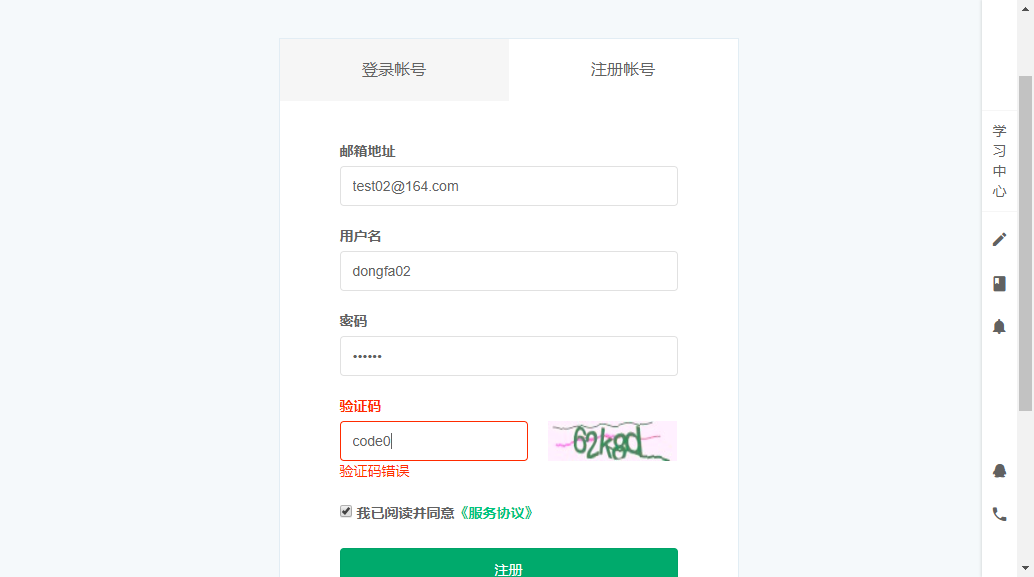 登录帐号
注册帐号
邮箱地址
test02@164.com
用户名
dongfa02
密码
••••••
验证码
code0
62kgd
验证码错误
我已阅读并同意《服务协议》
注册
学
习
中
心